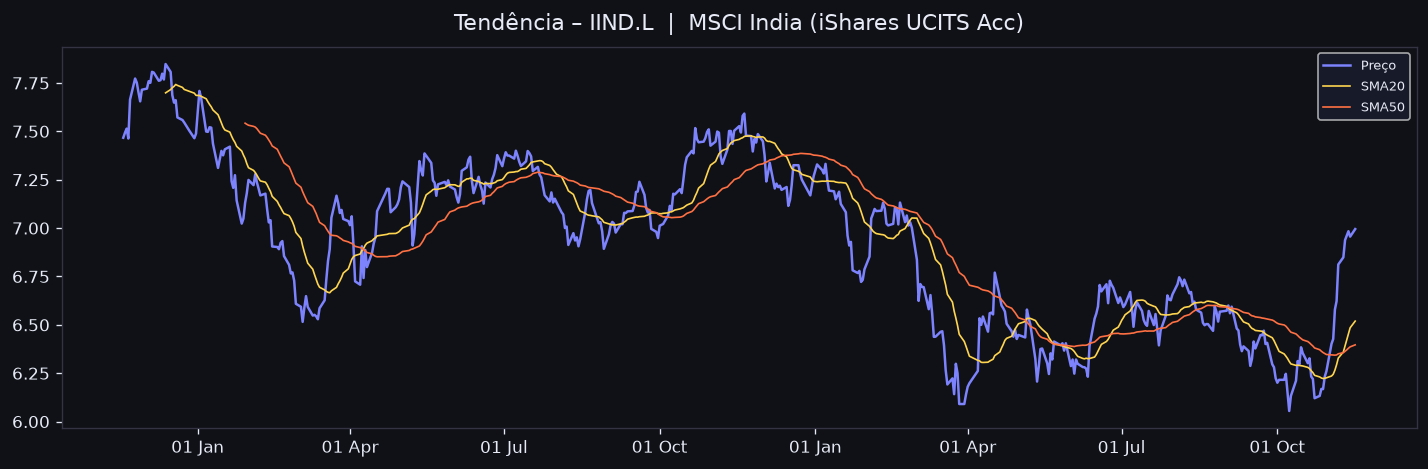 Tendência – IIND.L | MSCI India (iShares UCITS Acc)
Preço
SMA20
SMA50
7.75
7.50
7.25
7.00
6.75
6.50
6.25
6.00
01 Jan 01 Apr 01 Jul 01 Oct 01 Jan 01 Apr 01 Jul 01 Oct